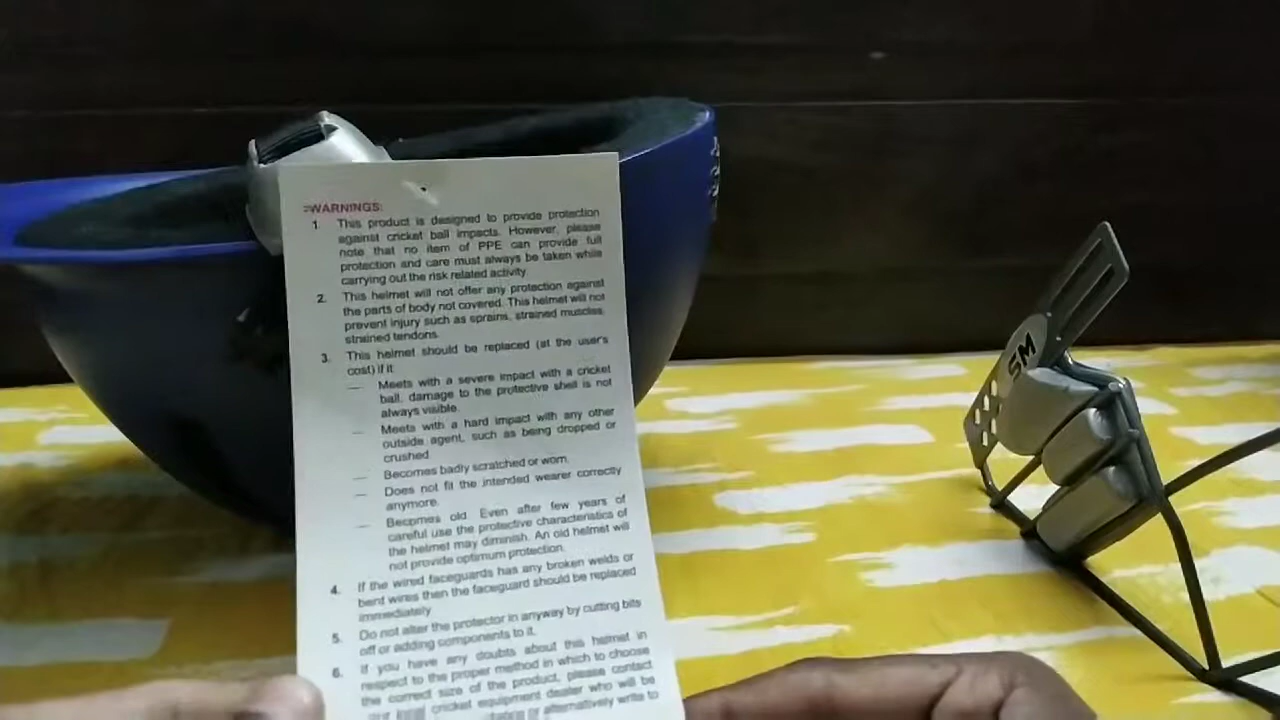 =WARNINGS:
1. This product is designed to provide protection
against cricket ball impacts. However, please
note that no item of PPE can provide full
protection and care must always be taken while
carrying out the risk related activity.
2. This helmet will not offer any protection against
the parts of body not covered. This helmet will not
prevent injury such as sprains, strained muscles,
strained tendons.
3. This helmet should be replaced (at the user's
cost) if it
— Meets with a severe impact with a cricket
ball, damage to the protective shell is not
always visible.
— Meets with a hard impact with any other
outside agent, such as being dropped or
crushed.
— Becomes badly scratched or worn.
— Does not fit the intended wearer correctly
anymore.
— Becomes old. Even after few years of
careful use the protective characteristics of
the helmet may diminish. An old helmet will
not provide optimum protection.
4. If the wired faceguards has any broken welds or
bent wires then the faceguard should be replaced
immediately
5. Do not alter the protector in anyway by cutting bits
off or adding components to it.
6. If you have any doubts about this helmet in
respect to the proper method in which to choose
the correct size of the product, please contact
cricket equipment dealer who will be
or alternatively write to
SM